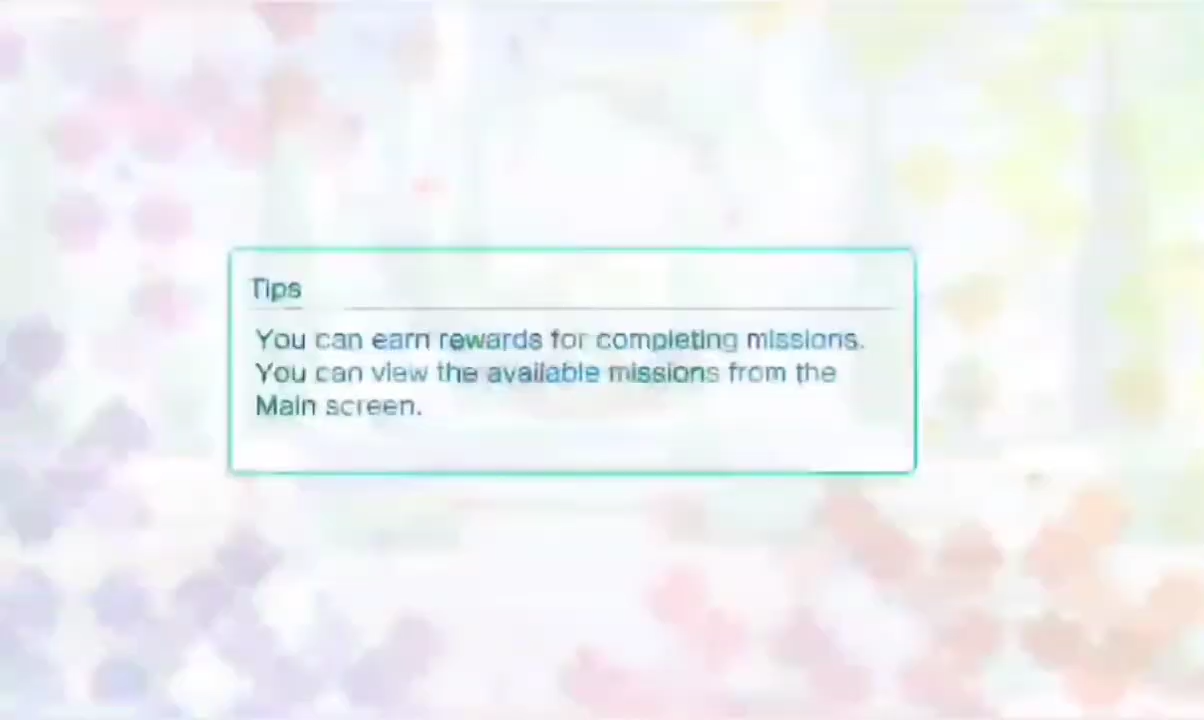 Tips
You can earn rewards for completing missions.
You can view the available missions from the
Main screen.